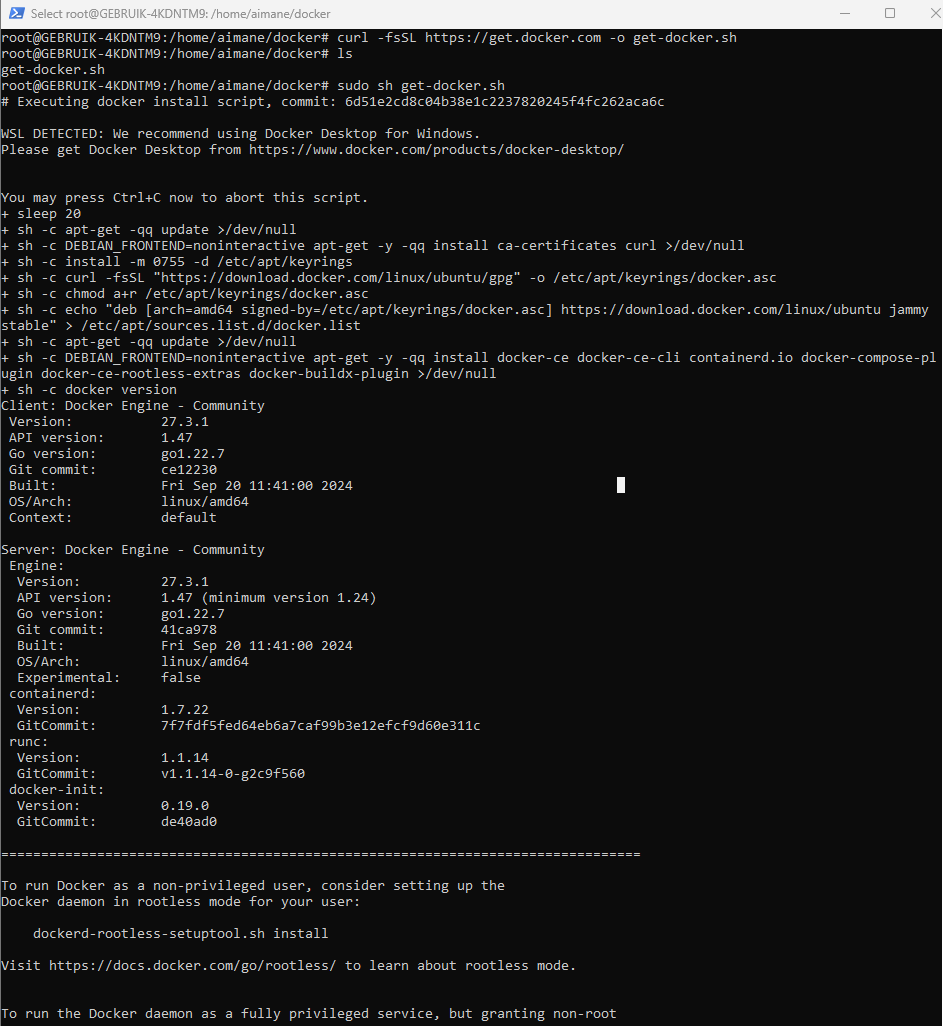 Select root@GEBRUIK-4KDNTM9: /home/aimane/docker
root@GEBRUIK-4KDNTM9:/home/aimane/docker# curl -fsSL https://get.docker.com -o get-docker.sh
root@GEBRUIK-4KDNTM9:/home/aimane/docker# ls
get-docker.sh
root@GEBRUIK-4KDNTM9:/home/aimane/docker# sudo sh get-docker.sh
# Executing docker install script, commit: 6d51e2cd8c04b38e1c2237820245f4fc262aca6c
WSL DETECTED: We recommend using Docker Desktop for Windows.
Please get Docker Desktop from https://www.docker.com/products/docker-desktop/
You may press Ctrl+C now to abort this script.
+ sleep 20
+ sh -c apt-get -qq update >/dev/null
+ sh -c DEBIAN_FRONTEND=noninteractive apt-get -y -qq install ca-certificates curl >/dev/null
+ sh -c install -m 0755 -d /etc/apt/keyrings
+ sh -c curl -fsSL "https://download.docker.com/linux/ubuntu/gpg" -o /etc/apt/keyrings/docker.asc
+ sh -c chmod a+r /etc/apt/keyrings/docker.asc
+ sh -c echo "deb [arch=amd64 signed-by=/etc/apt/keyrings/docker.asc] https://download.docker.com/linux/ubuntu jammy
stable" > /etc/apt/sources.list.d/docker.list
+ sh -c apt-get -qq update >/dev/null
+ sh -c DEBIAN_FRONTEND=noninteractive apt-get -y -qq install docker-ce docker-ce-cli containerd.io docker-compose-pl
ugin docker-ce-rootless-extras docker-buildx-plugin >/dev/null
+ sh -c docker version
Client: Docker Engine - Community
 Version:           27.3.1
 API version:       1.47
 Go version:        go1.22.7
 Git commit:        ce12230
 Built:             Fri Sep 20 11:41:00 2024
 OS/Arch:           linux/amd64
 Context:           default
Server: Docker Engine - Community
 Engine:
  Version:          27.3.1
  API version:      1.47 (minimum version 1.24)
  Go version:       go1.22.7
  Git commit:       41ca978
  Built:            Fri Sep 20 11:41:00 2024
  OS/Arch:          linux/amd64
  Experimental:     false
 containerd:
  Version:          1.7.22
  GitCommit:        7f7fdf5fed64eb6a7caf99b3e12efcf9d60e311c
 runc:
  Version:          1.1.14
  GitCommit:        v1.1.14-0-g2c9f560
 docker-init:
  Version:          0.19.0
  GitCommit:        de40ad0
================================================================================
To run Docker as a non-privileged user, consider setting up the
Docker daemon in rootless mode for your user:
    dockerd-rootless-setuptool.sh install
Visit https://docs.docker.com/go/rootless/ to learn about rootless mode.
To run the Docker daemon as a fully privileged service, but granting non-root